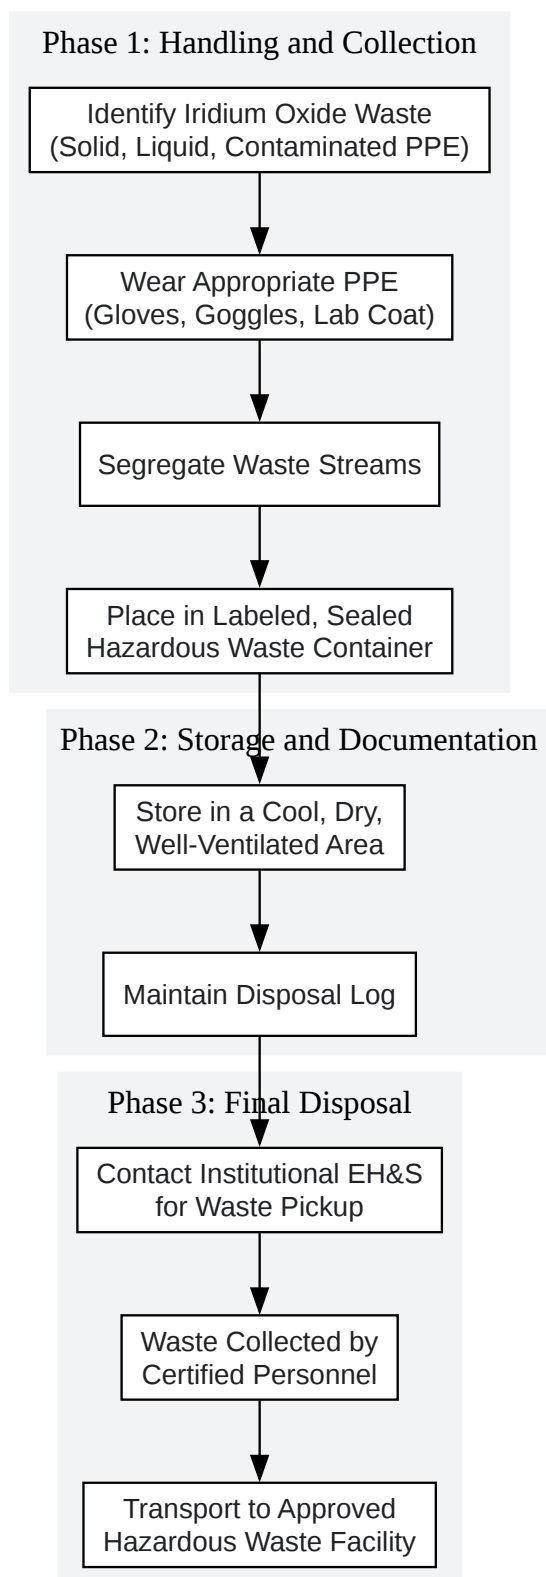 Phase 1: Handling and Collection
Identify Iridium Oxide Waste
(Solid, Liquid, Contaminated PPE)
Wear Appropriate PPE
(Gloves, Goggles, Lab Coat)
Segregate Waste Streams
Place in Labeled, Sealed
Hazardous Waste Container
Phase 2: Storage and Documentation
Store in a Cool, Dry,
Well-Ventilated Area
Maintain Disposal Log
Phase 3: Final Disposal
Contact Institutional EH&S
for Waste Pickup
Waste Collected by
Certified Personnel
Transport to Approved
Hazardous Waste Facility